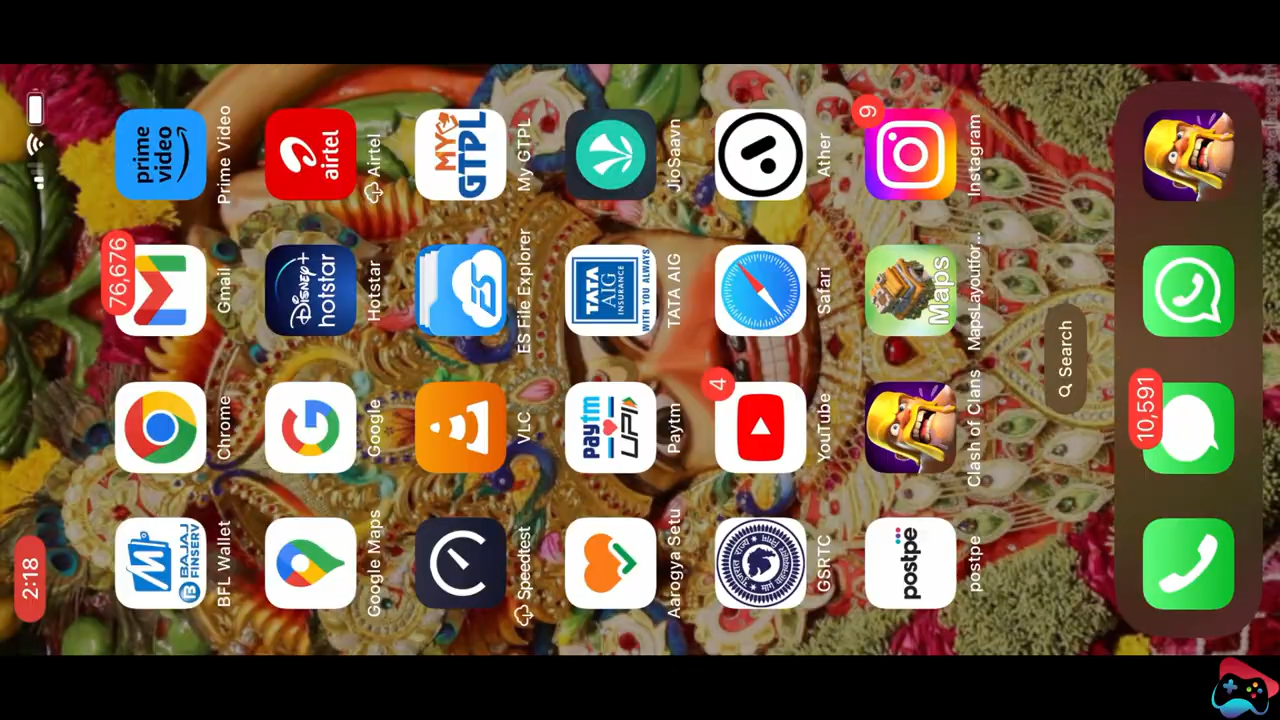 2:18
BAJAJ
FINSERV
BFL Wallet
Chrome
76,676
Gmail
prime
video
Prime Video
Google Maps
Google
Disney+
hotstar
Hotstar
airtel
Airtel
Speedtest
VLC
ES
ES File Explorer
MY
GTPL
My GTPL
Aarogya Setu
paytm
UPI
Paytm
TATA
AIG
INSURANCE
WITH YOU ALWAYS
TATA AIG
JioSaavn
GSRTC
4
YouTube
Safari
Ather
postpe
postpe
Clash of Clans
Maps
MapsLayoutfor...
9
Instagram
Search
10,591